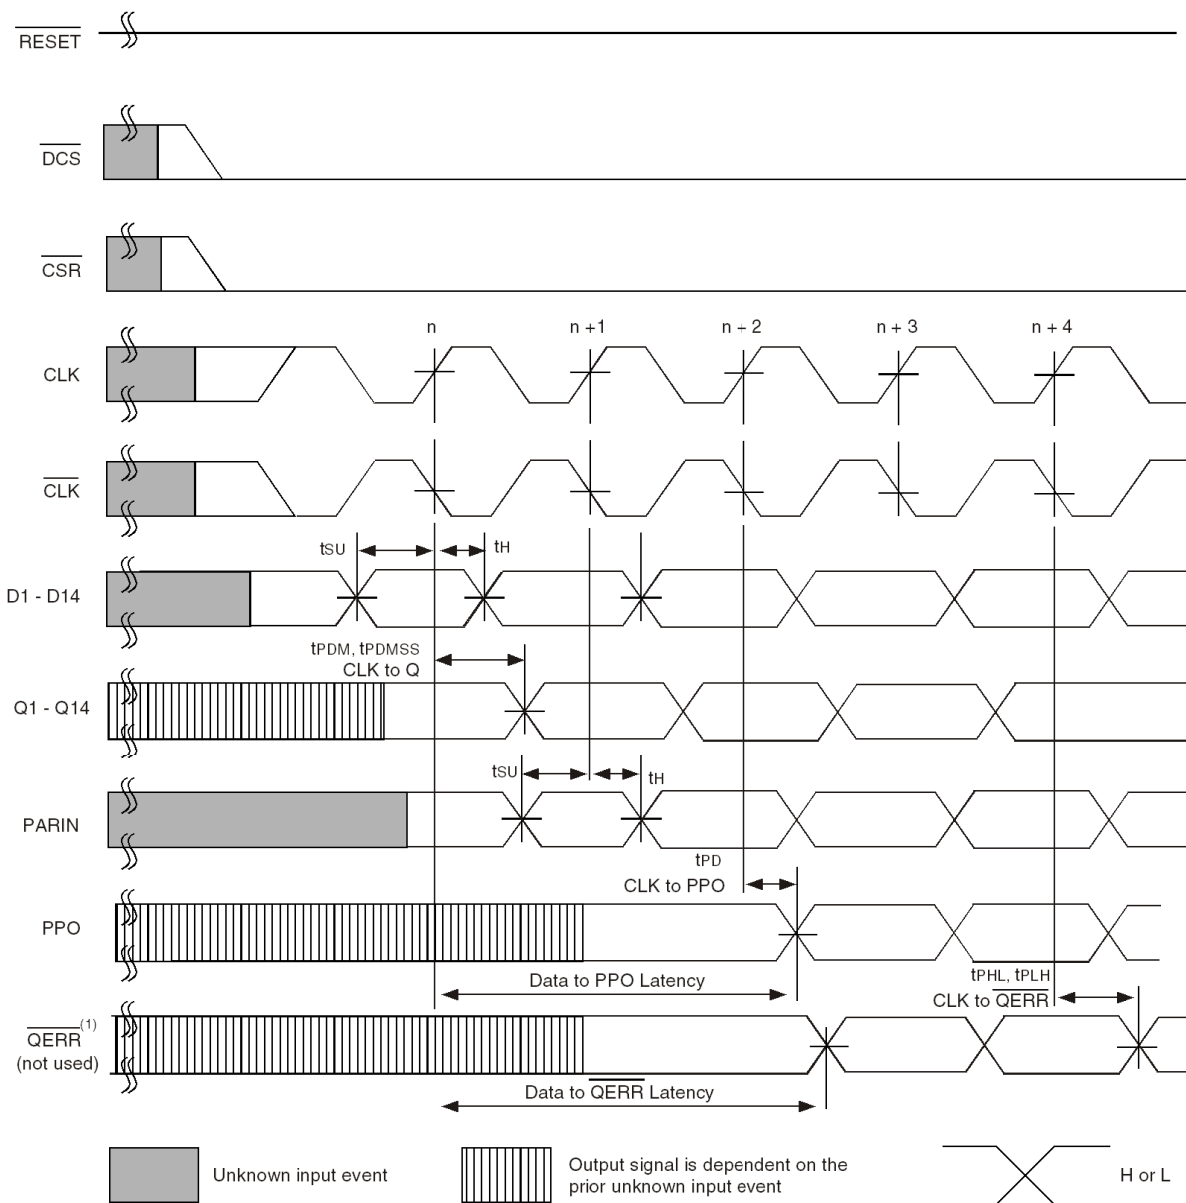 RESET
DCS
CSR
n
n +1
n + 2
n + 3
n + 4
CLK
CLK
tSU
tH
D1 - D14
tPDM, tPDMSS
CLK to Q
Q1 - Q14
tSU
tH
PARIN
tPD
CLK to PPO
PPO
Data to PPO Latency
tPHL, tPLH
CLK to QERR
QERR(1)
(not used)
Data to QERR Latency
Unknown input event
Output signal is dependent on the
prior unknown input event
H or L